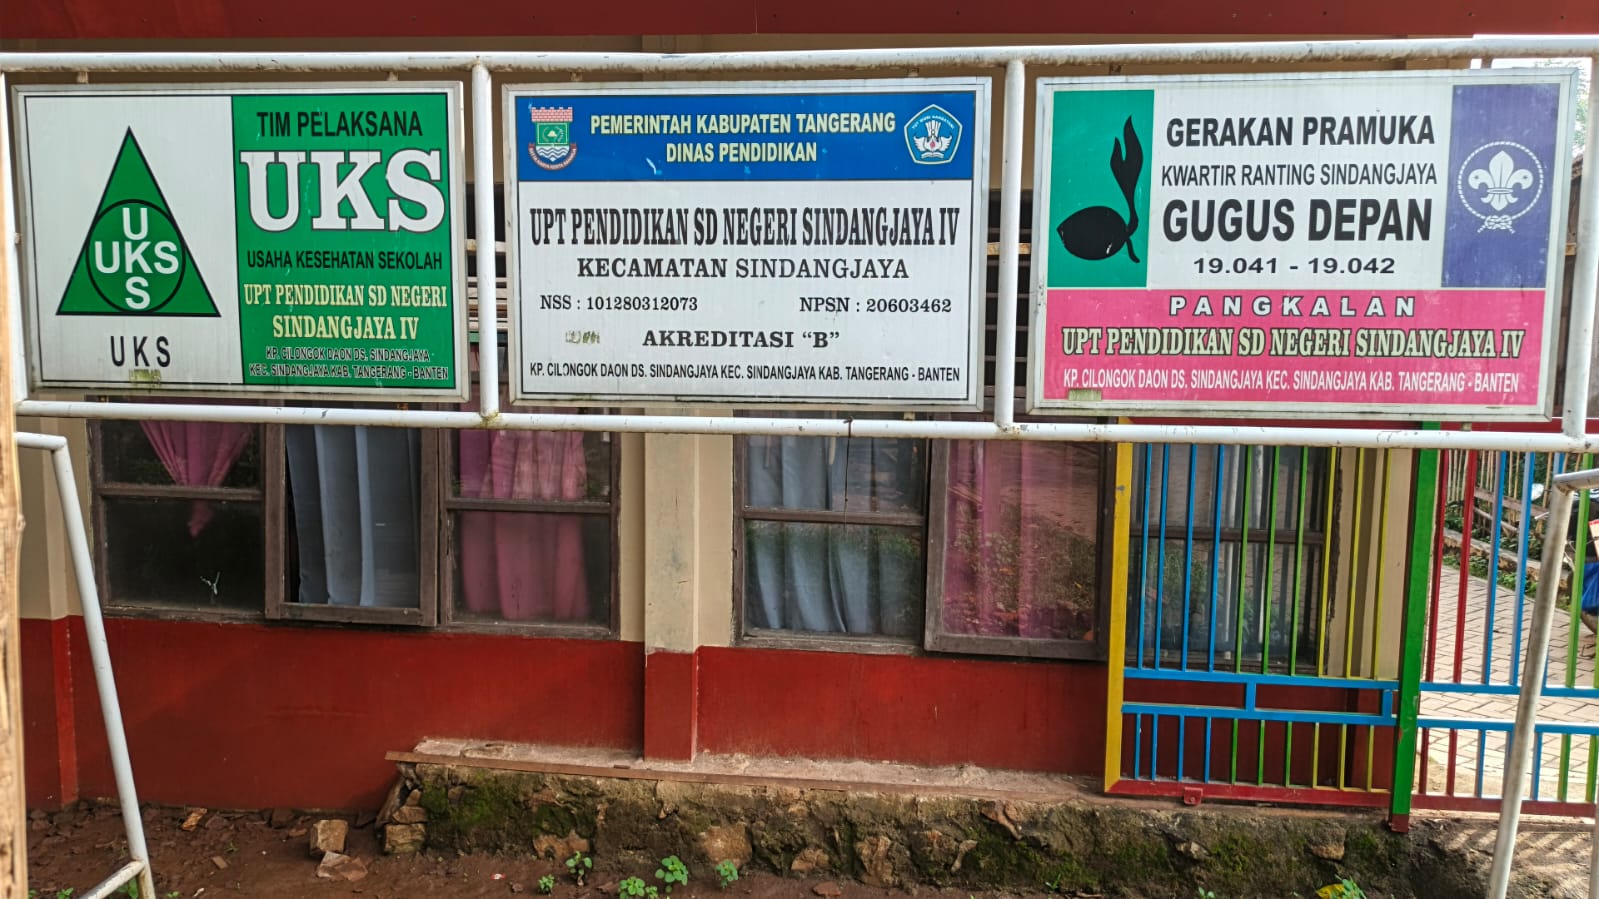 U
UKS
S
UKS
TIM PELAKSANA
UKS
USAHA KESEHATAN SEKOLAH
UPT PENDIDIKAN SD NEGERI
SINDANGJAYA IV
KP. CILONGOK DAON DS. SINDANGJAYA -
KEC. SINDANGJAYA KAB. TANGERANG - BANTEN
PEMERINTAH KABUPATEN TANGERANG
DINAS PENDIDIKAN
UPT PENDIDIKAN SD NEGERI SINDANGJAYA IV
KECAMATAN SINDANGJAYA
NSS : 101280312073 NPSN : 20603462
AKREDITASI “B”
KP. CILONGOK DAON DS. SINDANGJAYA KEC. SINDANGJAYA KAB. TANGERANG - BANTEN
GERAKAN PRAMUKA
KWARTIR RANTING SINDANGJAYA
GUGUS DEPAN
19.041 - 19.042
PANGKALAN
UPT PENDIDIKAN SD NEGERI SINDANGJAYA IV
KP. CILONGOK DAON DS. SINDANGJAYA KEC. SINDANGJAYA KAB. TANGERANG - BANTEN